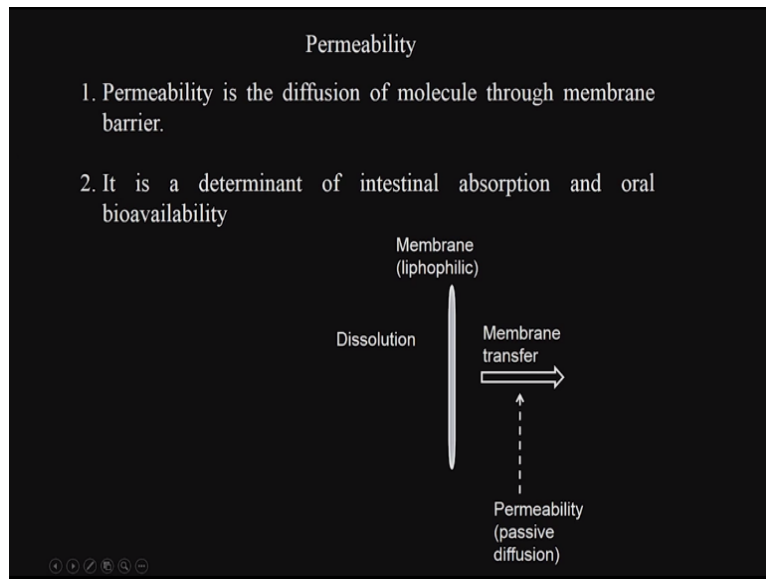 Permeability
1. Permeability is the diffusion of molecule through membrane
barrier.
2. It is a determinant of intestinal absorption and oral
bioavailability
Membrane
(liphophilic)
Dissolution
Membrane
transfer
Permeability
(passive
diffusion)